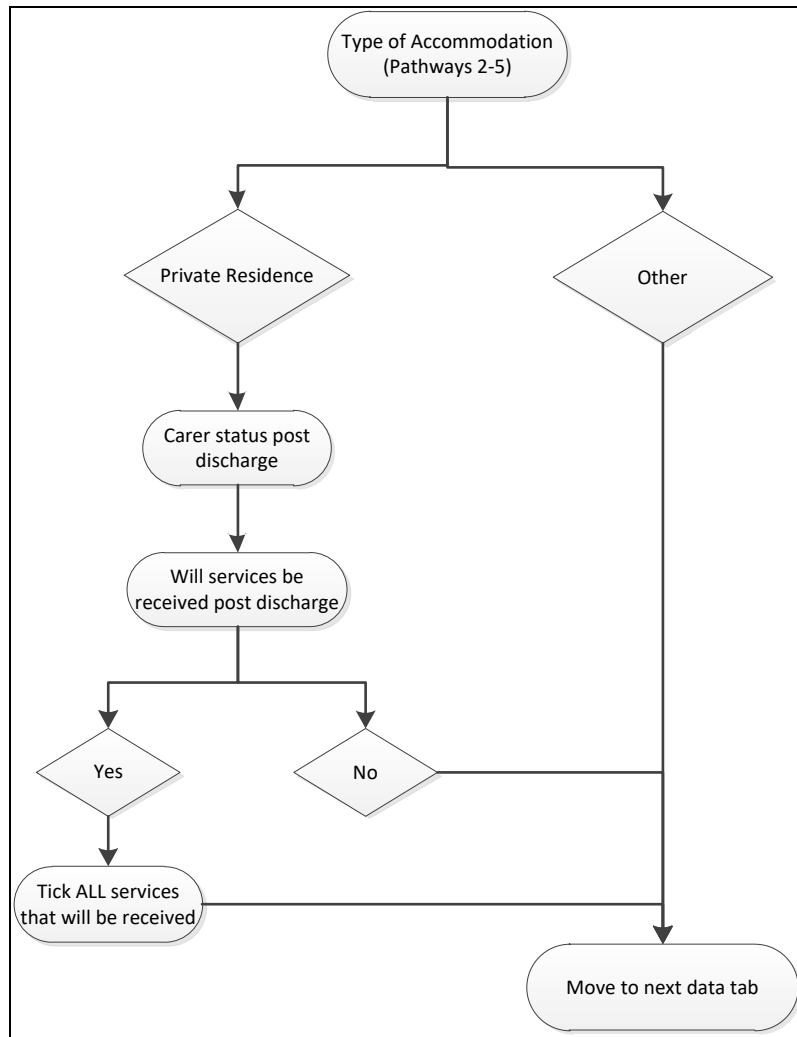 Type of Accommodation
(Pathways 2-5)
Private Residence
Other
Carer status post
discharge
Will services be
received post discharge
Yes
No
Tick ALL services
that will be received
Move to next data tab